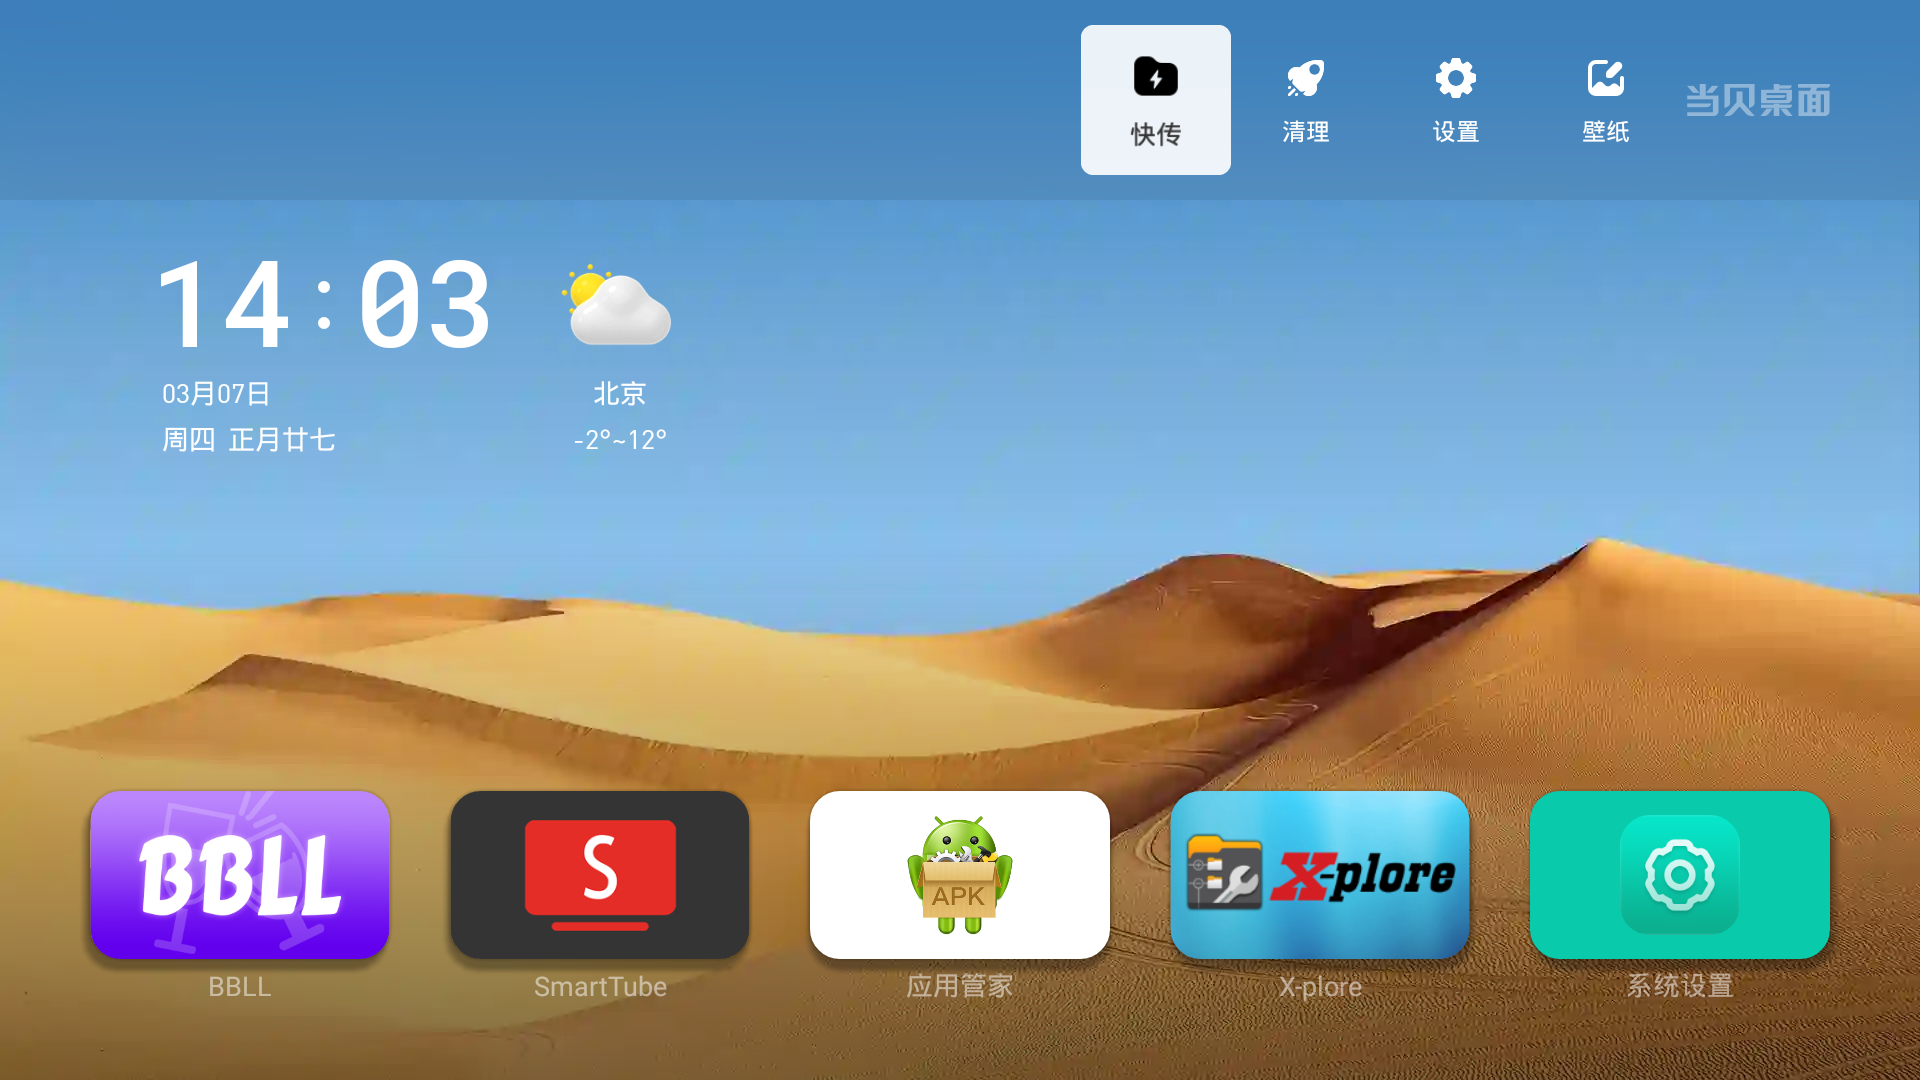 快传
清理
设置
壁纸
当贝桌面
14:03
03月07日
周四 正月廿七
北京
-2°~12°
BBLL
S
APK
X-plore
BBLL
SmartTube
应用管家
X-plore
系统设置